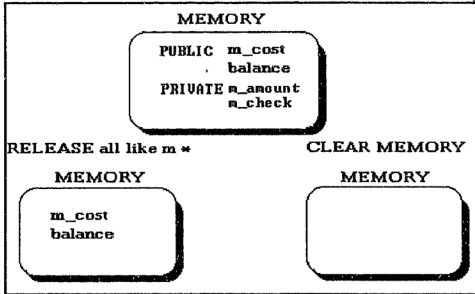 MEMORY
PUBLIC m_cost
balance
PRIVATE m_amount
m_check
RELEASE all like m *
CLEAR MEMORY
MEMORY
MEMORY
m_cost
balance